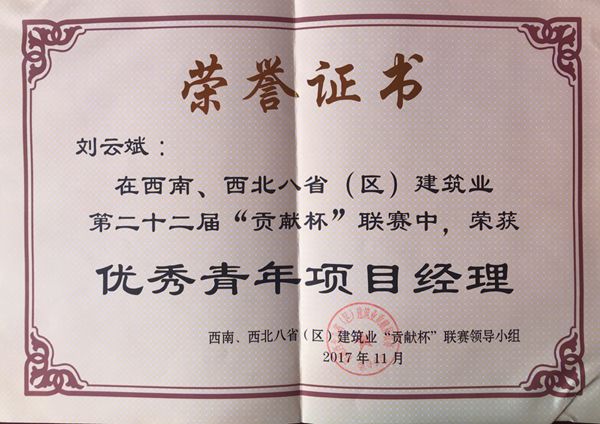 荣誉证书
刘云斌：
在西南、西北八省（区）建筑业
第二十二届“贡献杯”联赛中，荣获
优秀青年项目经理
西南、西北八省（区）建筑业“贡献杯”联赛领导小组
2017年11月